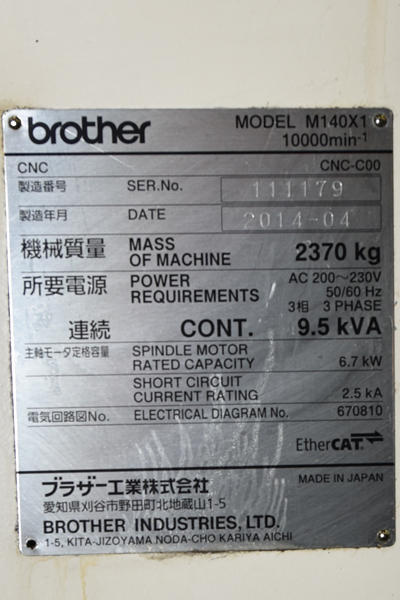 brother MODEL M140X1
10000min-1
CNC CNC-C00
製造番号 SER.No. 111179
製造年月 DATE 2014-04
機械質量 MASS OF MACHINE 2370 kg
所要電源 POWER REQUIREMENTS AC 200～230V
50/60 Hz
3相 3 PHASE
連続 CONT. 9.5 kVA
主軸モータ定格容量 SPINDLE MOTOR RATED CAPACITY 6.7 kW
SHORT CIRCUIT CURRENT RATING 2.5 kA
電気回路図No. ELECTRICAL DIAGRAM No. 670810
EtherCAT
ブラザー工業株式会社 MADE IN JAPAN
愛知県刈谷市野田町北地蔵山1-5
BROTHER INDUSTRIES, LTD.
1-5, KITA-JIZOYAMA NODA-CHO KARIYA AICHI